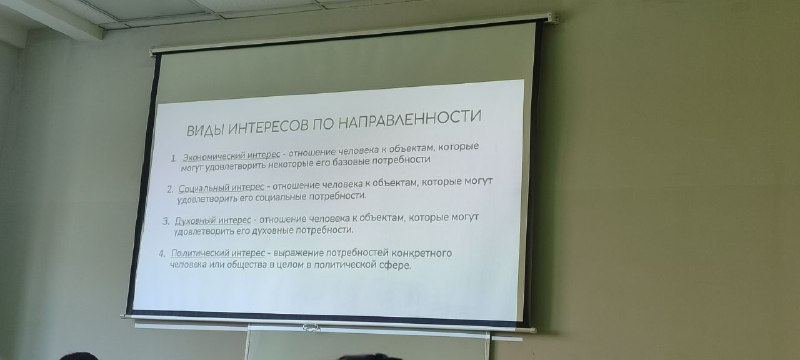 ВИДЫ ИНТЕРЕСОВ ПО НАПРАВЛЕННОСТИ
1. Экономический интерес - отношение человека к объектам, которые
могут удовлетворить некоторые его базовые потребности
2. Социальный интерес - отношение человека к объектам, которые могут
удовлетворить его социальные потребности.
3. Духовный интерес - отношение человека к объектам, которые могут
удовлетворить его духовные потребности.
4. Политический интерес - выражение потребностей конкретного
человека или общества в целом в политической сфере.